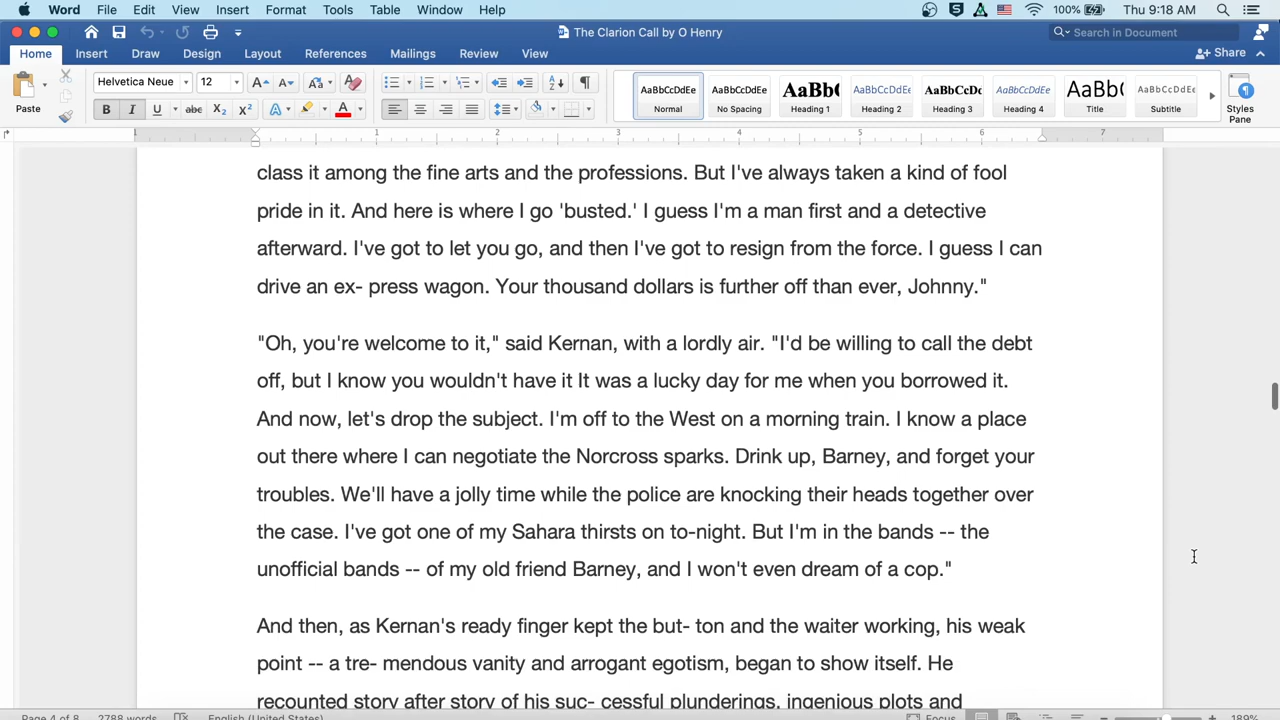 Word File Edit View Insert Format Tools Table Window Help 100% Thu 9:18 AM
The Clarion Call by O Henry Search in Document
Home Insert Draw Design Layout References Mailings Review View Share
Paste Helvetica Neue 12 AaBbCcDdEe Normal AaBbCcDdEe No Spacing AaBb( Heading 1 AaBbCcDdE Heading 2 AaBbCcDc Heading 3 AaBbCcDdEe Heading 4 AaBb( Title AaBbCcDdEe Subtitle Styles Pane
1 1 2 3 4 5 6 7
class it among the fine arts and the professions. But I've always taken a kind of fool
pride in it. And here is where I go 'busted.' I guess I'm a man first and a detective
afterward. I've got to let you go, and then I've got to resign from the force. I guess I can
drive an ex- press wagon. Your thousand dollars is further off than ever, Johnny."
"Oh, you're welcome to it," said Kernan, with a lordly air. "I'd be willing to call the debt
off, but I know you wouldn't have it It was a lucky day for me when you borrowed it.
And now, let's drop the subject. I'm off to the West on a morning train. I know a place
out there where I can negotiate the Norcross sparks. Drink up, Barney, and forget your
troubles. We'll have a jolly time while the police are knocking their heads together over
the case. I've got one of my Sahara thirsts on to-night. But I'm in the bands -- the
unofficial bands -- of my old friend Barney, and I won't even dream of a cop."
And then, as Kernan's ready finger kept the but- ton and the waiter working, his weak
point -- a tre- mendous vanity and arrogant egotism, began to show itself. He
recounted story after story of his suc- cessful plunderings, ingenious plots and
Page 4 of 8 2788 words English (United States) Focus 189%